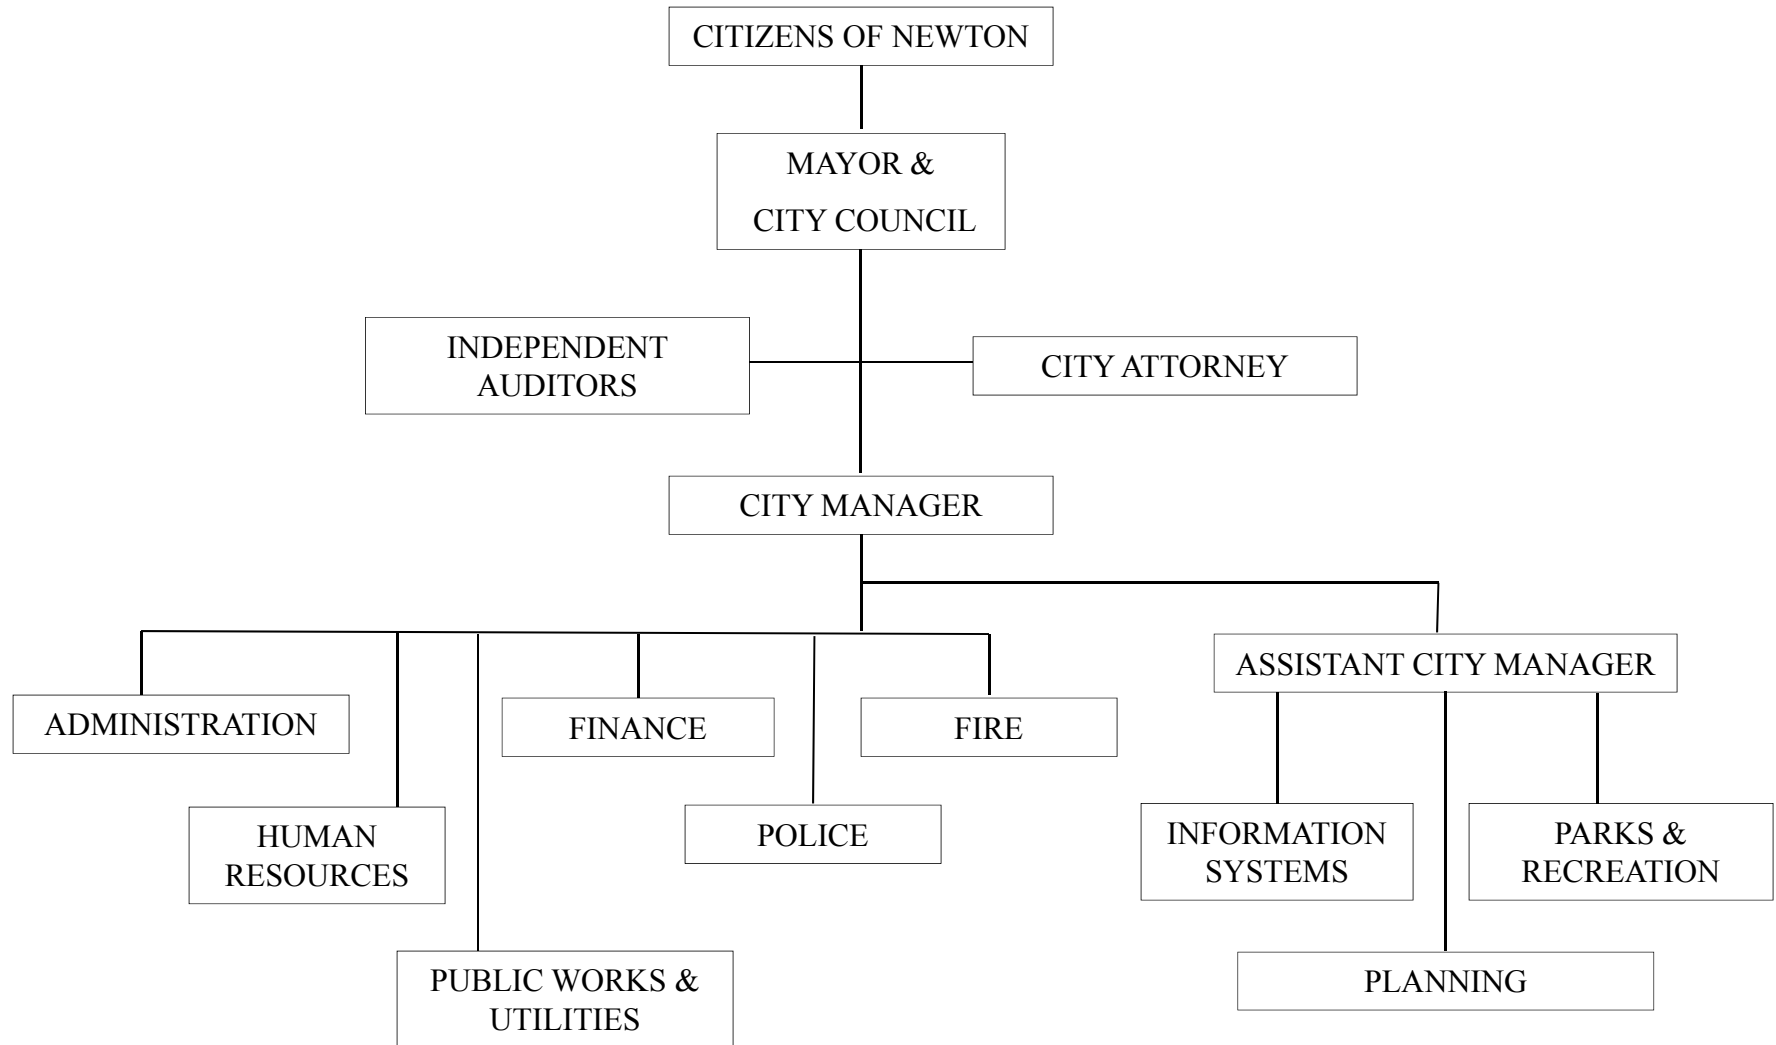 CITIZENS OF NEWTON
MAYOR &
CITY COUNCIL
INDEPENDENT
AUDITORS
CITY ATTORNEY
CITY MANAGER
ASSISTANT CITY MANAGER
ADMINISTRATION
FINANCE
FIRE
HUMAN
RESOURCES
POLICE
INFORMATION
SYSTEMS
PARKS &
RECREATION
PUBLIC WORKS &
UTILITIES
PLANNING